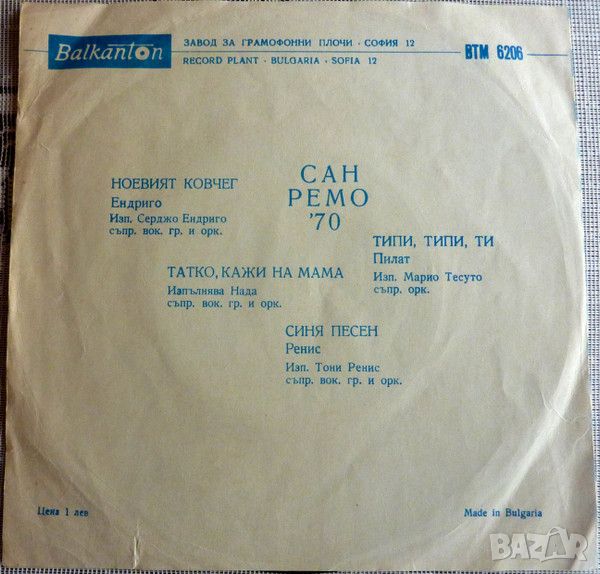 Balkanton
ЗАВОД ЗА ГРАМОФОННИ ПЛОЧИ · СОФИЯ 12
RECORD PLANT · BULGARIA · SOFIA 12
ВТМ 6206
САН
РЕМО
'70
НОЕВИЯТ КОВЧЕГ
Ендриго
Изп. Серджо Ендриго
съпр. вок. гр. и орк.
ТИПИ, ТИПИ, ТИ
Пилат
Изп. Марио Тесуто
съпр. орк.
ТАТКО, КАЖИ НА МАМА
Изпълнява Нада
съпр. вок. гр. и орк.
СИНЯ ПЕСЕН
Ренис
Изп. Тони Ренис
съпр. вок. гр. и орк.
Цена 1 лев
Made in Bulgaria
BAZAR